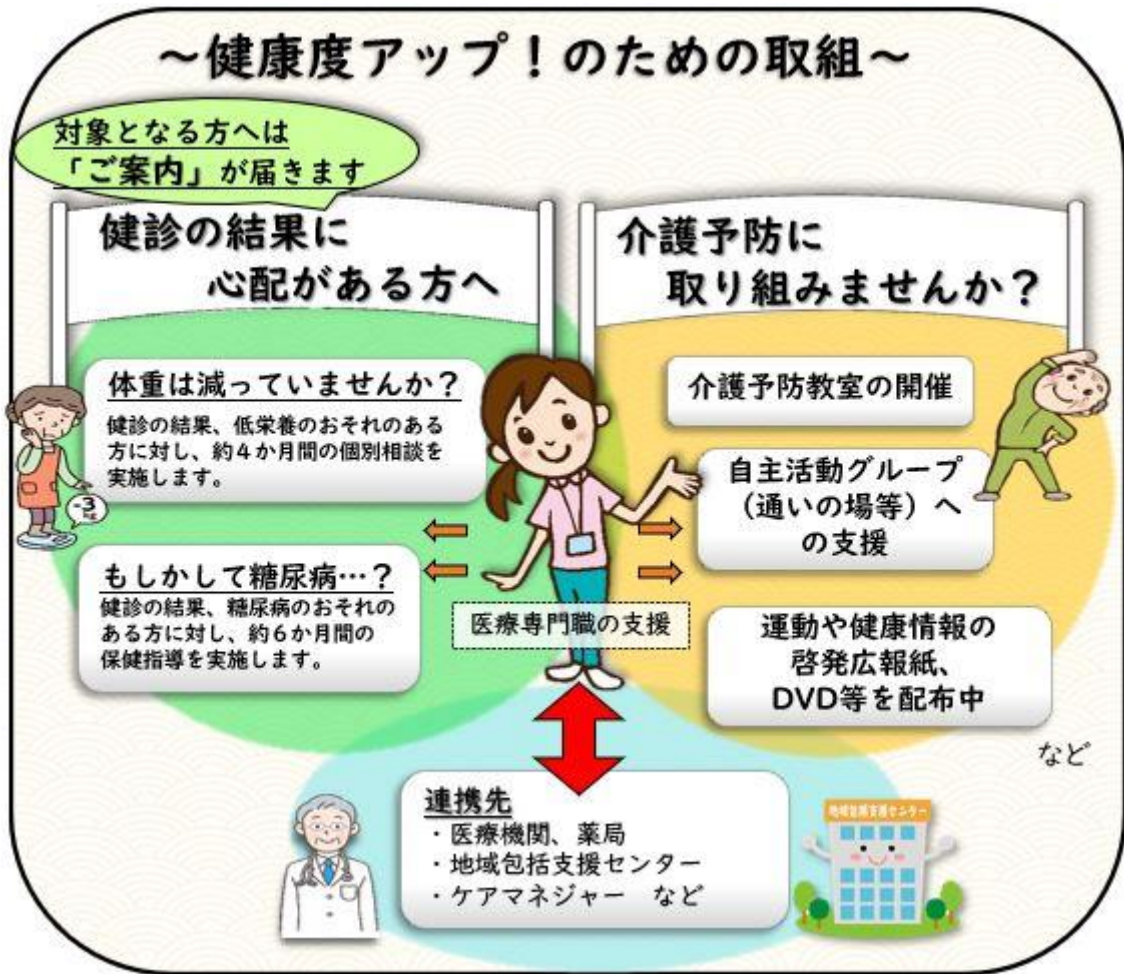 ～健康度アップ！のための取組～
対象となる方へは
「ご案内」が届きます
健診の結果に
心配がある方へ
体重は減っていませんか？
健診の結果、低栄養のおそれのある
方に対し、約４か月間の個別相談を
実施します。
-3
kg
もしかして糖尿病…？
健診の結果、糖尿病のおそれの
ある方に対し、約６か月間の
保健指導を実施します。
医療専門職の支援
介護予防に
取り組みませんか？
介護予防教室の開催
自主活動グループ
（通いの場等）へ
の支援
運動や健康情報の
啓発広報紙、
DVD等を配布中
など
連携先
・医療機関、薬局
・地域包括支援センター
・ケアマネジャー　など
地域包括支援センター